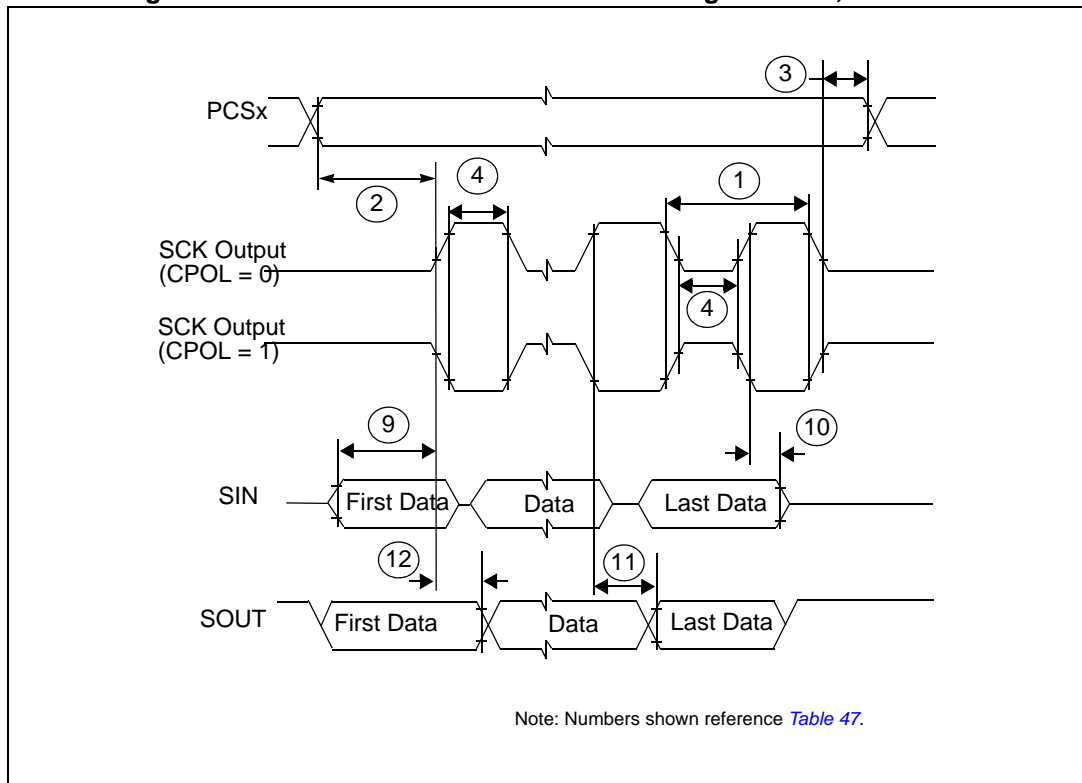 3
PCSx
2
4
1
SCK Output
(CPOL = 0)
4
SCK Output
(CPOL = 1)
9
10
SIN
First Data
Data
Last Data
12
11
SOUT
First Data
Data
Last Data
Note: Numbers shown reference Table 47.